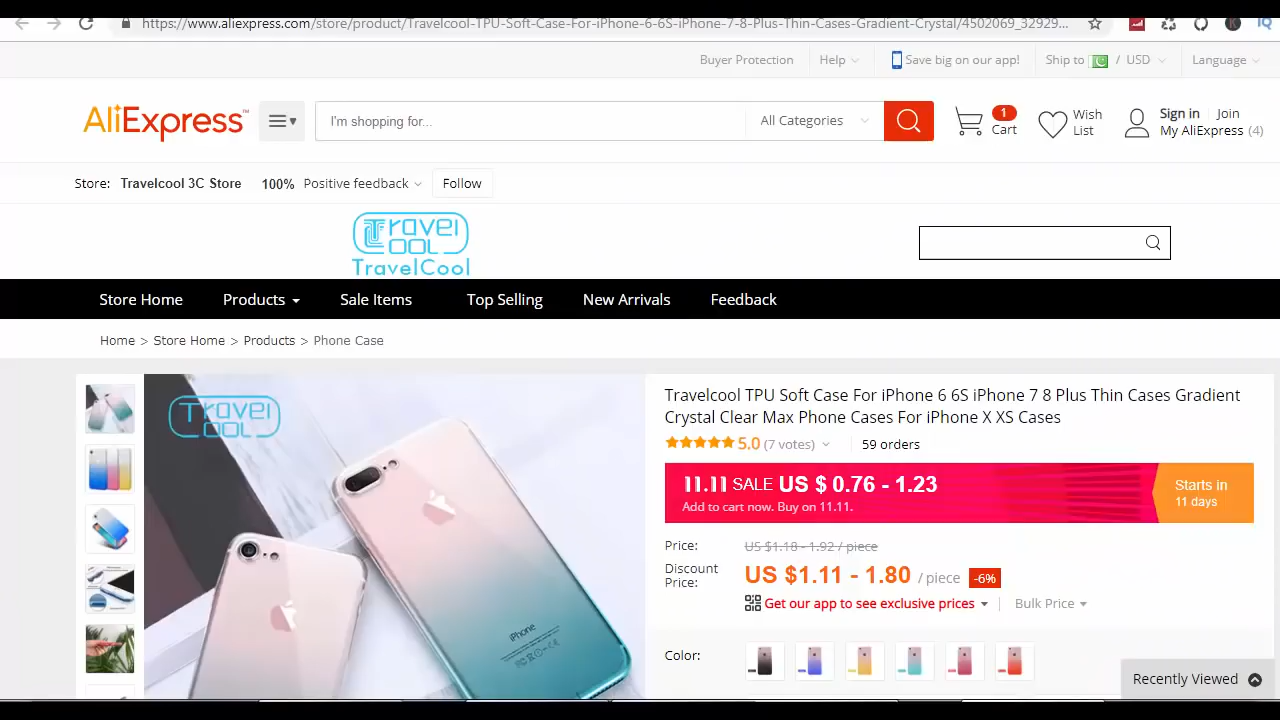 https://www.aliexpress.com/store/product/Travelcool-TPU-Soft-Case-For-iPhone-6-6S-iPhone-7-8-Plus-Thin-Cases-Gradient-Crystal/4502069_32929...
Buyer Protection Help Save big on our app! Ship to / USD Language
AliExpress™ I'm shopping for... All Categories 1 Cart Wish List Sign in Join My AliExpress (4)
Store: Travelcool 3C Store 100% Positive feedback Follow
Travel
COOL
TravelCool
Store Home Products Sale Items Top Selling New Arrivals Feedback
Home > Store Home > Products > Phone Case
Travel
COOL
iPhone
Travelcool TPU Soft Case For iPhone 6 6S iPhone 7 8 Plus Thin Cases Gradient
Crystal Clear Max Phone Cases For iPhone X XS Cases
5.0 (7 votes) 59 orders
11.11 SALE US $ 0.76 - 1.23 Starts in
Add to cart now. Buy on 11.11. 11 days
Price: US $1.18 - 1.92 / piece
Discount Price: US $1.11 - 1.80 / piece -6%
Get our app to see exclusive prices Bulk Price
Color:
Recently Viewed